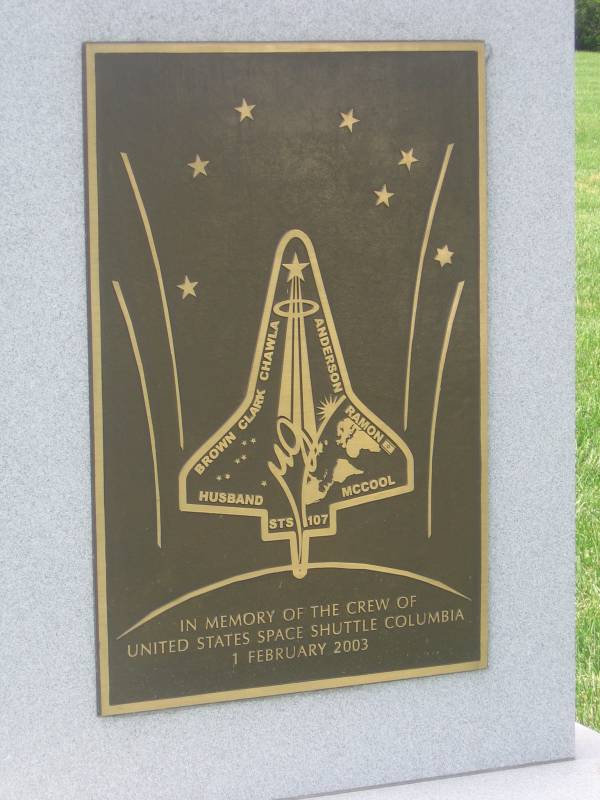 CHAWLA
ANDERSON
CLARK
BROWN
RAMON
HUSBAND
MCCOOL
μg
STS 107
IN MEMORY OF THE CREW OF
UNITED STATES SPACE SHUTTLE COLUMBIA
1 FEBRUARY 2003